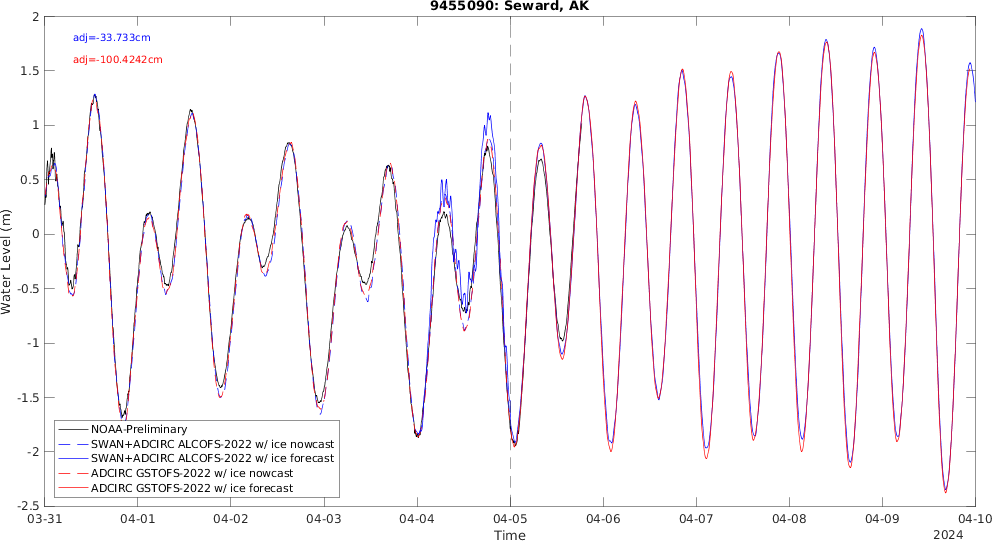 9455090: Seward, AK
adj=-33.733cm
adj=-100.4242cm
Water Level (m)
2
1.5
1
0.5
0
-0.5
-1
-1.5
-2
-2.5
NOAA-Preliminary
SWAN+ADCIRC ALCOFS-2022 w/ ice nowcast
SWAN+ADCIRC ALCOFS-2022 w/ ice forecast
ADCIRC GSTOFS-2022 w/ ice nowcast
ADCIRC GSTOFS-2022 w/ ice forecast
03-31 04-01 04-02 04-03 04-04 04-05 04-06 04-07 04-08 04-09 04-10
Time
2024